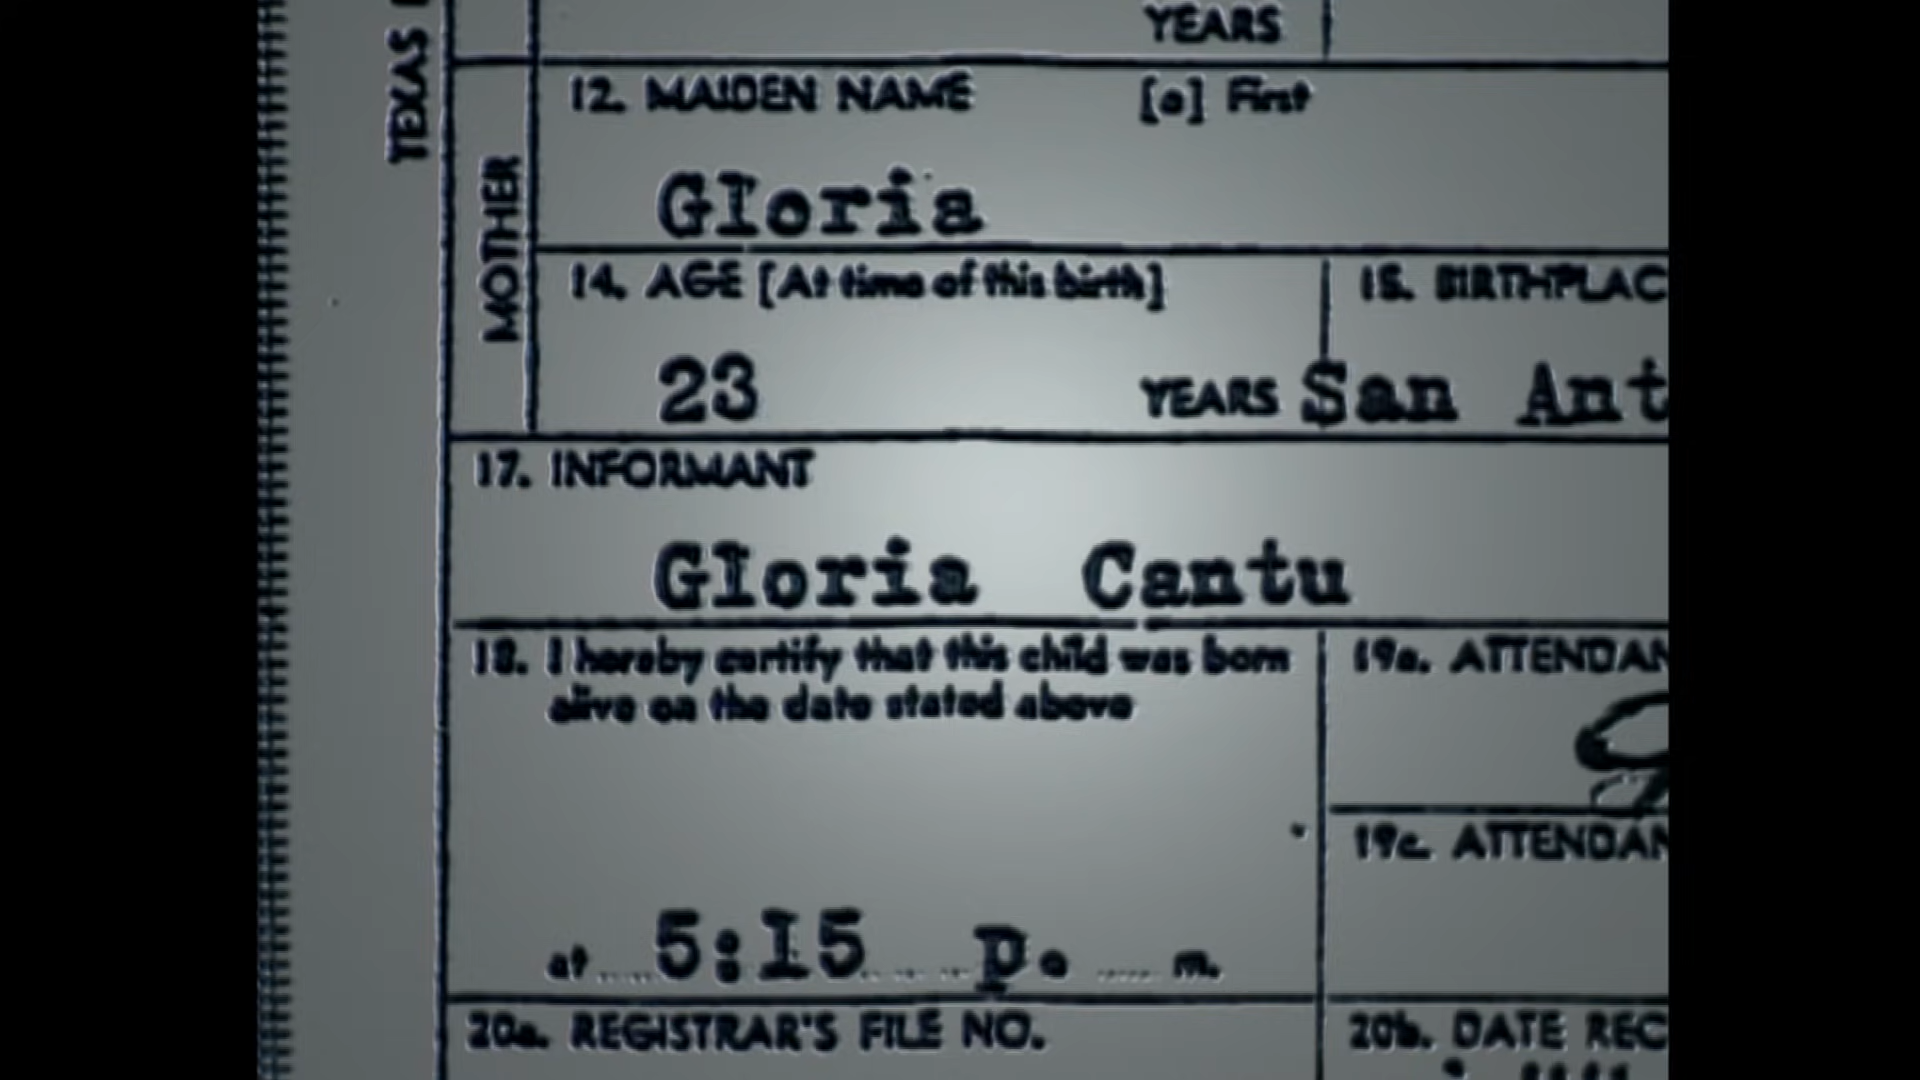 TEXAS
YEARS
12. MAIDEN NAME [a] First
MOTHER
Gloria
14. AGE [At time of this birth]
15. BIRTHPLAC
23 YEARS San Ant
17. INFORMANT
Gloria Cantu
18. I hereby certify that this child was born
alive on the date stated above
19a. ATTENDAN
19c. ATTENDAN
at 5:15 p. m.
20a. REGISTRAR'S FILE NO.
20b. DATE REC